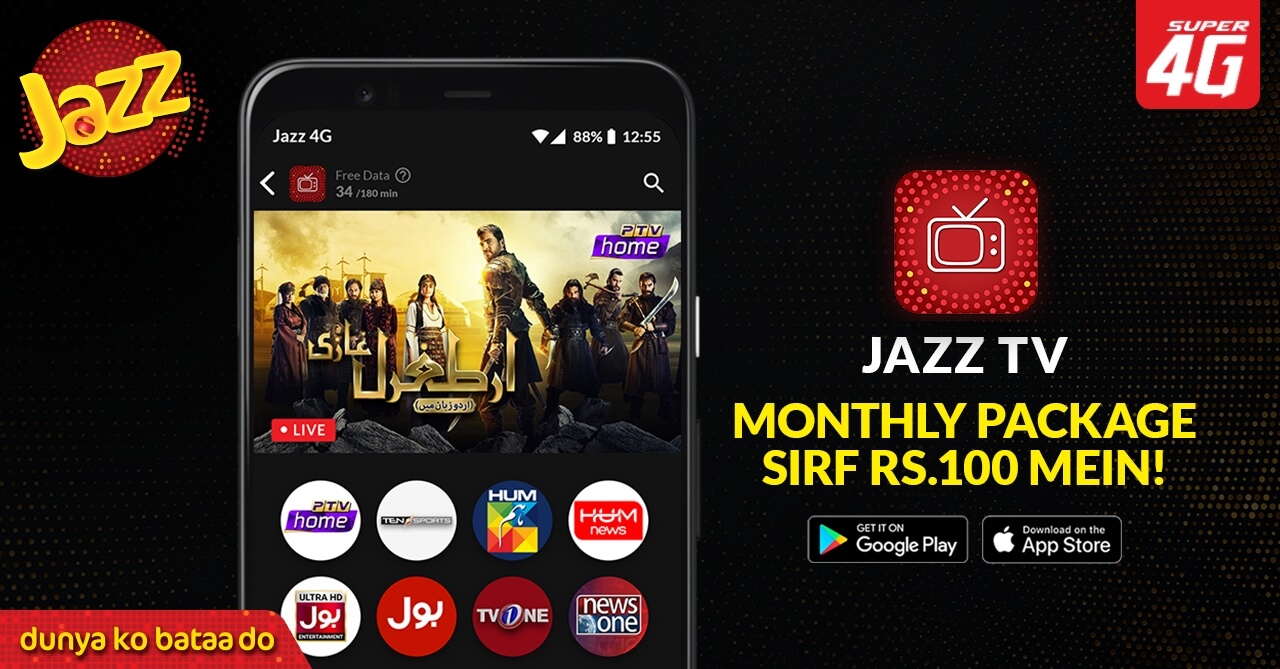 Jazz
SUPER
4G
Jazz 4G
88%
12:55
Free Data ?
34 /180 min
PTV
home
ارطغرل غازی
(اردو زبان میں)
LIVE
PTV
home
TEN SPORTS
HUM
ہم
HUM
news
ULTRA HD
بول
ENTERTAINMENT
بول
TV ONE
news
one
JAZZ TV
MONTHLY PACKAGE
SIRF RS.100 MEIN!
GET IT ON
Google Play
Download on the
App Store
dunya ko bataa do